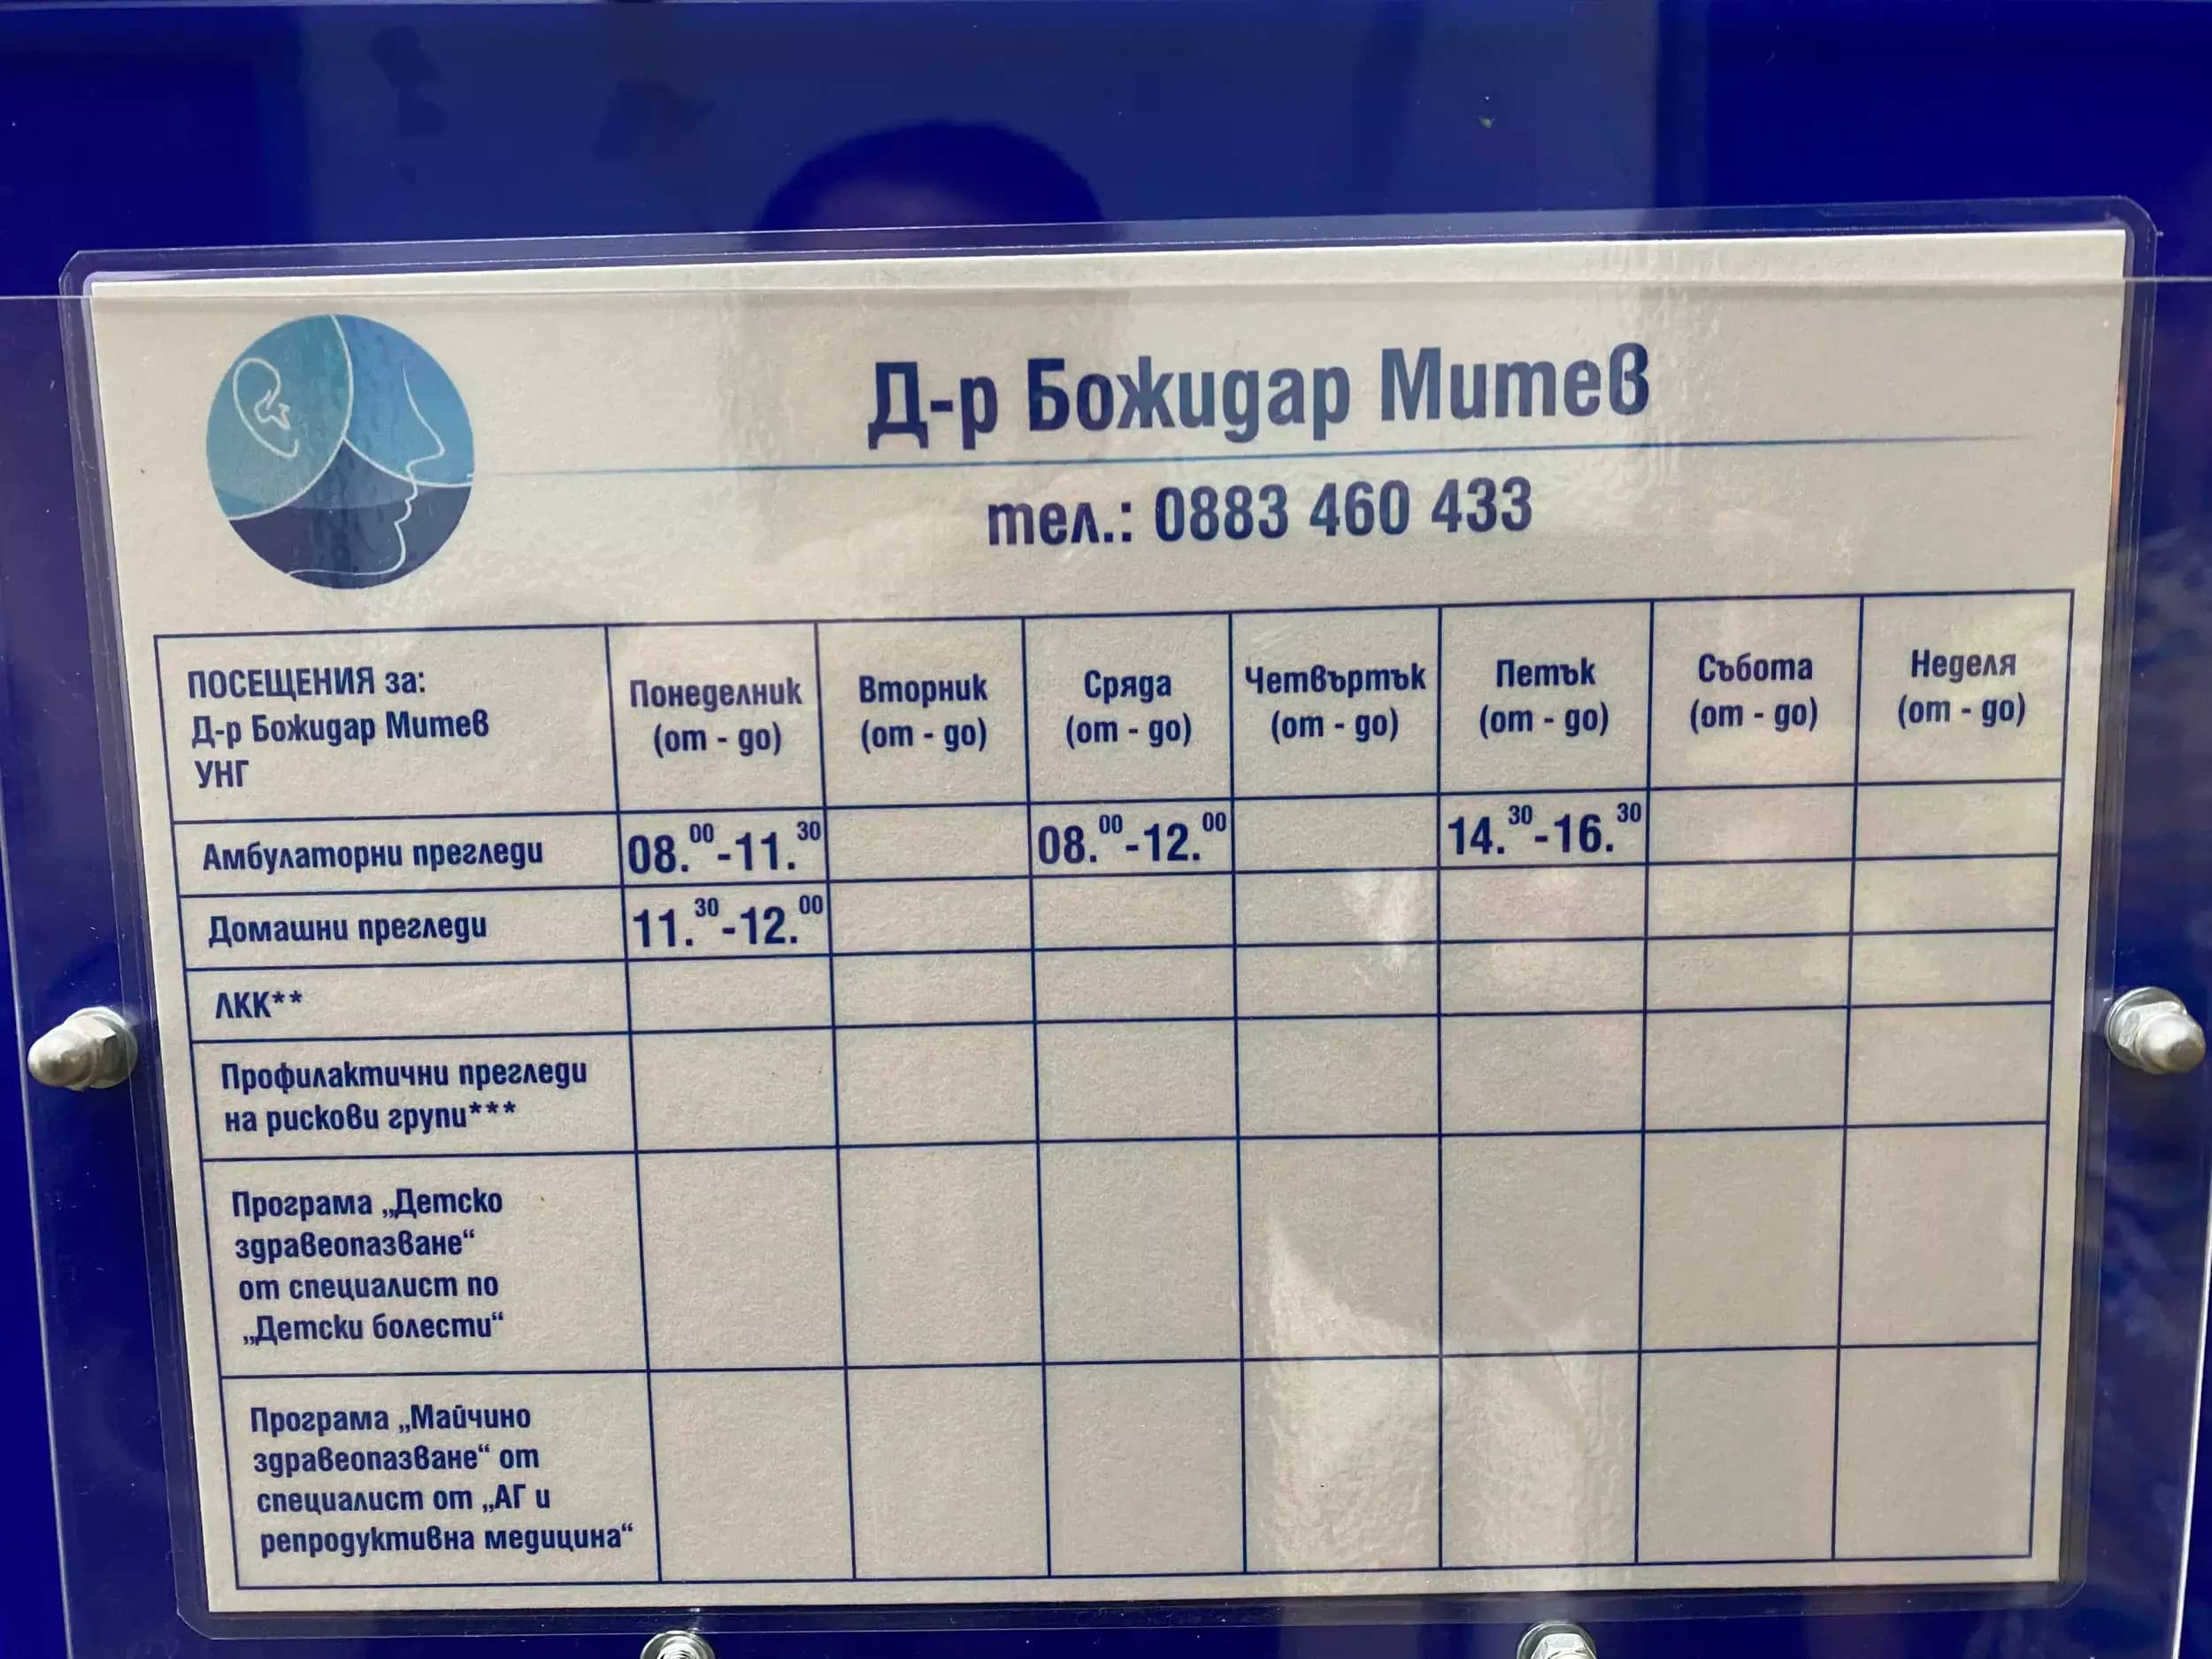 Д-р Божидар Митев
тел.: 0883 460 433
ПОСЕЩЕНИЯ за:
Д-р Божидар Митев
УНГ
Понеделник
(от - до)
Вторник
(от - до)
Сряда
(от - до)
Четвъртък
(от - до)
Петък
(от - до)
Събота
(от - до)
Неделя
(от - до)
Амбулаторни прегледи 08.00-11.30 08.00-12.00 14.30-16.30
Домашни прегледи 11.30-12.00
ЛКК**
Профилактични прегледи
на рискови групи***
Програма „Детско
здравеопазване“
от специалист по
„Детски болести“
Програма „Майчино
здравеопазване“ от
специалист от „АГ и
репродуктивна медицина“